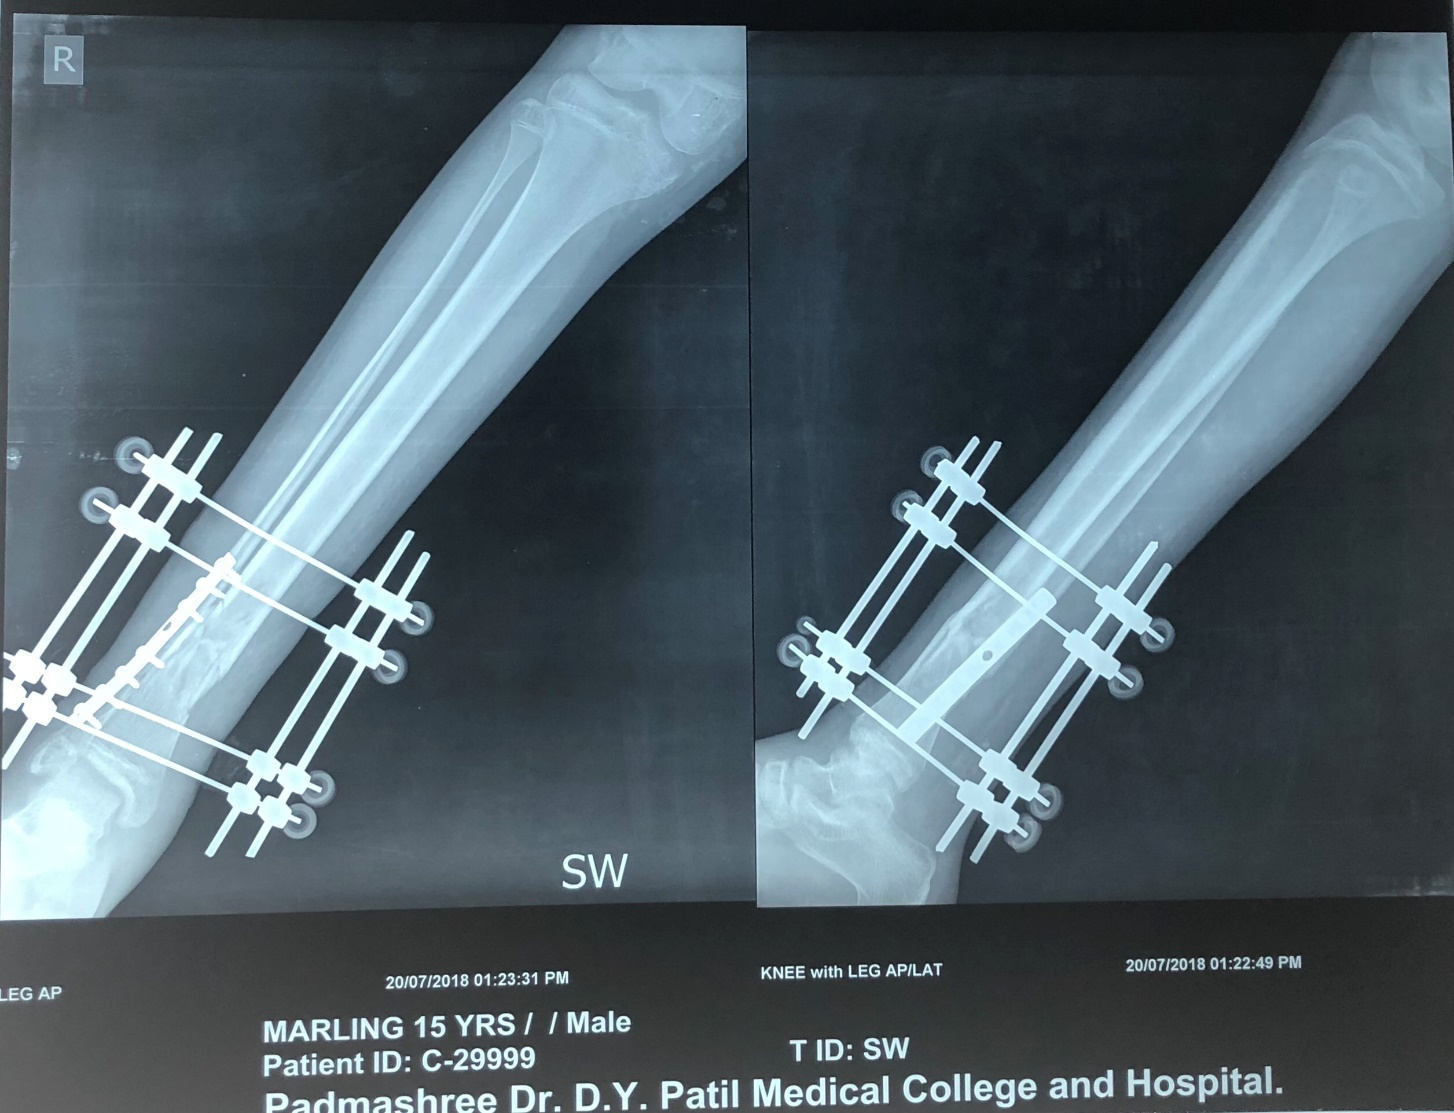 R
SW
LEG AP
20/07/2018 01:23:31 PM
KNEE with LEG AP/LAT
20/07/2018 01:22:49 PM
MARLING 15 YRS / / Male
Patient ID: C-29999
T ID: SW
Padmashree Dr. D.Y. Patil Medical College and Hospital.